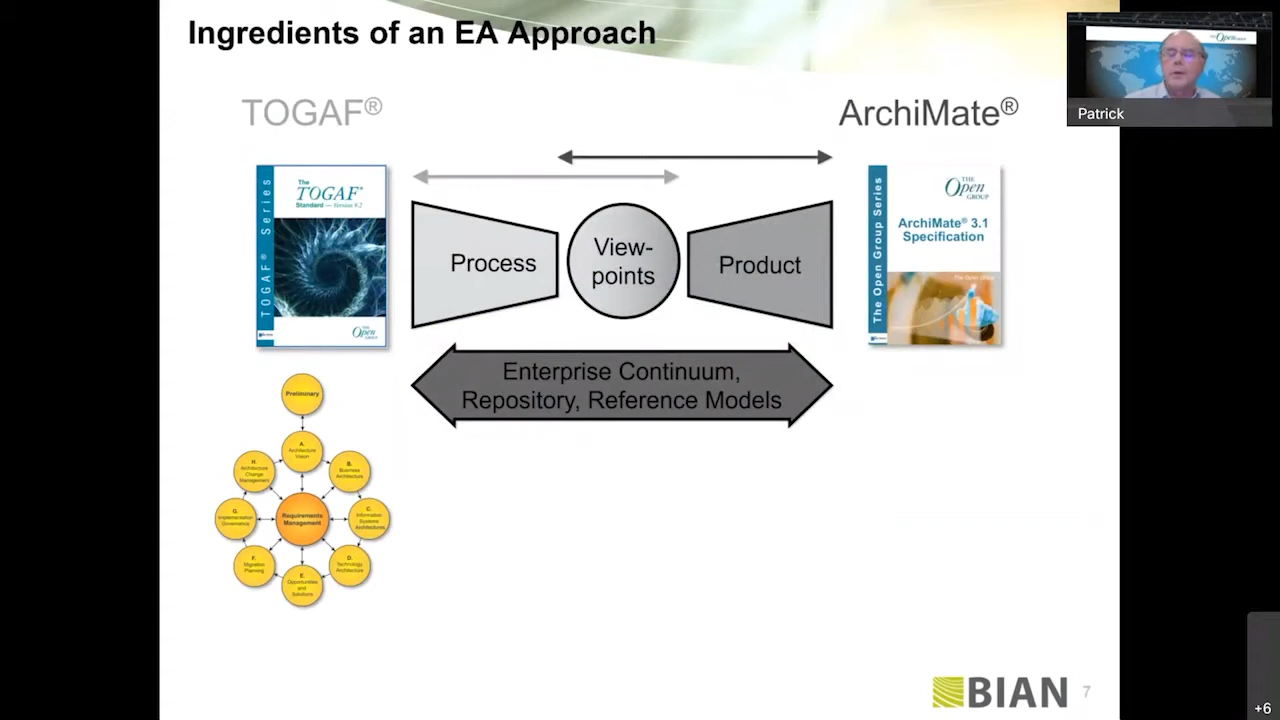 Ingredients of an EA Approach
TOGAF®
ArchiMate®
Patrick
TOGAF® Series
The
TOGAF®
Standard — Version 9.2
THE
Open
GROUP
The Open Group Series
THE
Open
GROUP
ArchiMate® 3.1
Specification
The Open Group
Process
View-
points
Product
Enterprise Continuum,
Repository, Reference Models
Preliminary
A.
Architecture
Vision
H.
Architecture
Change
Management
B.
Business
Architecture
G.
Implementation
Governance
Requirements
Management
C.
Information
Systems
Architectures
F.
Migration
Planning
D.
Technology
Architecture
E.
Opportunities
and
Solutions
BIAN
7
+6